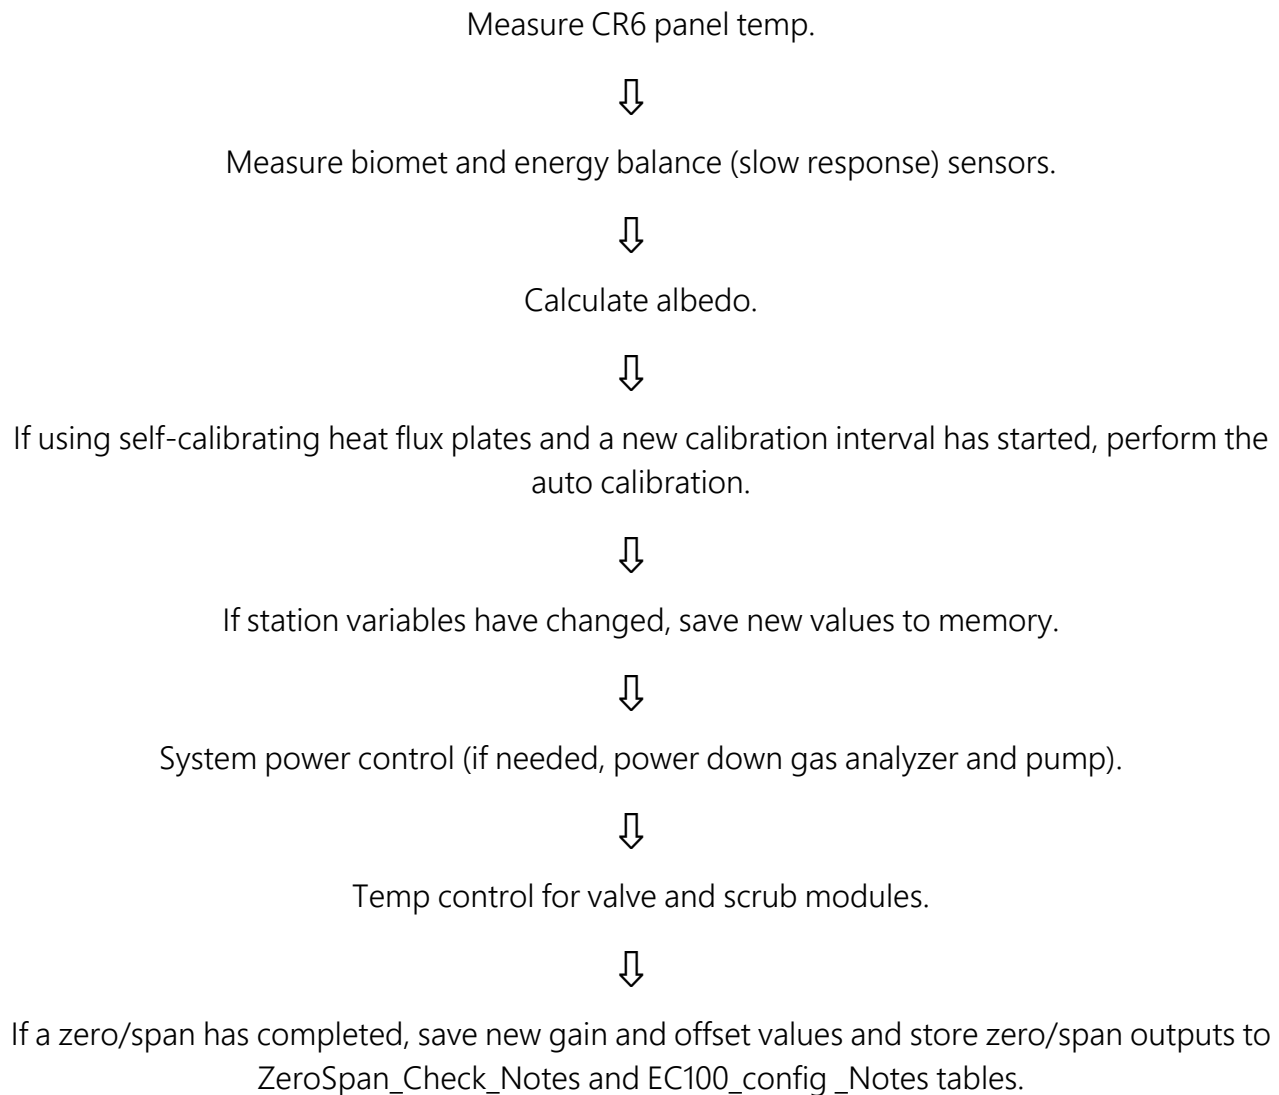 Measure CR6 panel temp.
⇩
Measure biomet and energy balance (slow response) sensors.
⇩
Calculate albedo.
⇩
If using self-calibrating heat flux plates and a new calibration interval has started, perform the
auto calibration.
⇩
If station variables have changed, save new values to memory.
⇩
System power control (if needed, power down gas analyzer and pump).
⇩
Temp control for valve and scrub modules.
⇩
If a zero/span has completed, save new gain and offset values and store zero/span outputs to
ZeroSpan_Check_Notes and EC100_config _Notes tables.